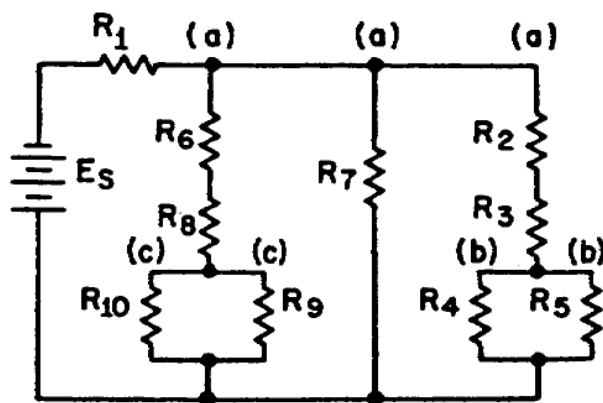 R1 (a) (a) (a)
R6 R2
ES R7
R8 R3
(c) (c) (b) (b)
R10 R9 R4 R5